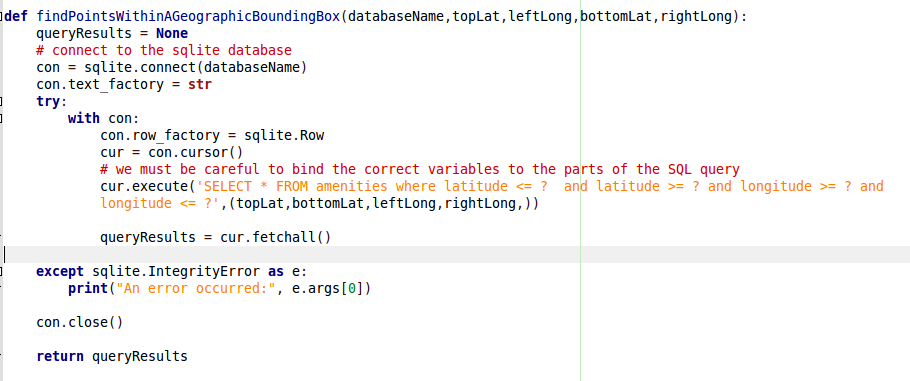 def findPointsWithinAGeographicBoundingBox(databaseName,topLat,leftLong,bottomLat,rightLong):
    queryResults = None
    # connect to the sqlite database
    con = sqlite.connect(databaseName)
    con.text_factory = str
    try:
        with con:
            con.row_factory = sqlite.Row
            cur = con.cursor()
            # we must be careful to bind the correct variables to the parts of the SQL query
            cur.execute('SELECT * FROM amenities where latitude <= ?  and latitude >= ? and longitude >= ? and
            longitude <= ?',(topLat,bottomLat,leftLong,rightLong,))
            queryResults = cur.fetchall()
    except sqlite.IntegrityError as e:
        print("An error occurred:", e.args[0])
    con.close()
    return queryResults